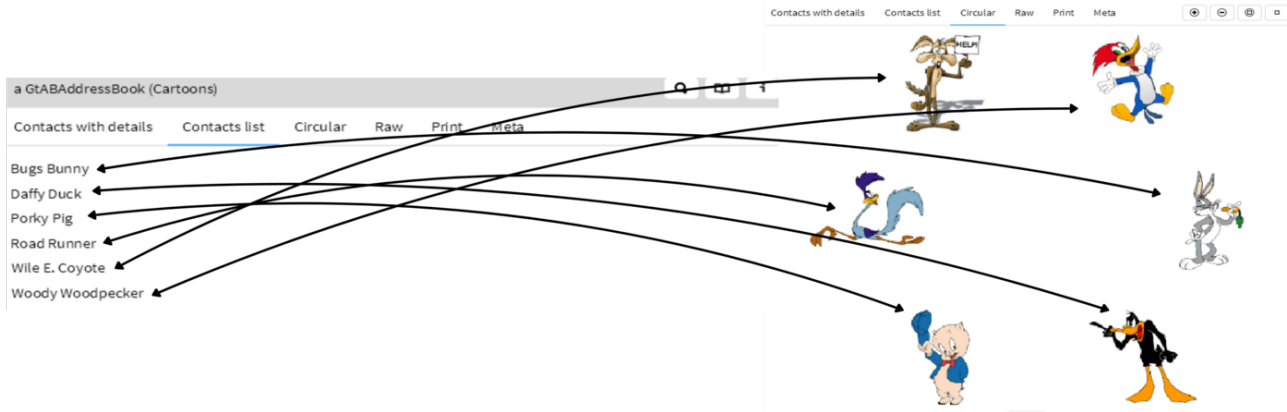 Contacts with details Contacts list Circular Raw Print Meta
HELP!
a GtABAddressBook (Cartoons)
Contacts with details Contacts list Circular Raw Print Meta
Bugs Bunny
Daffy Duck
Porky Pig
Road Runner
Wile E. Coyote
Woody Woodpecker